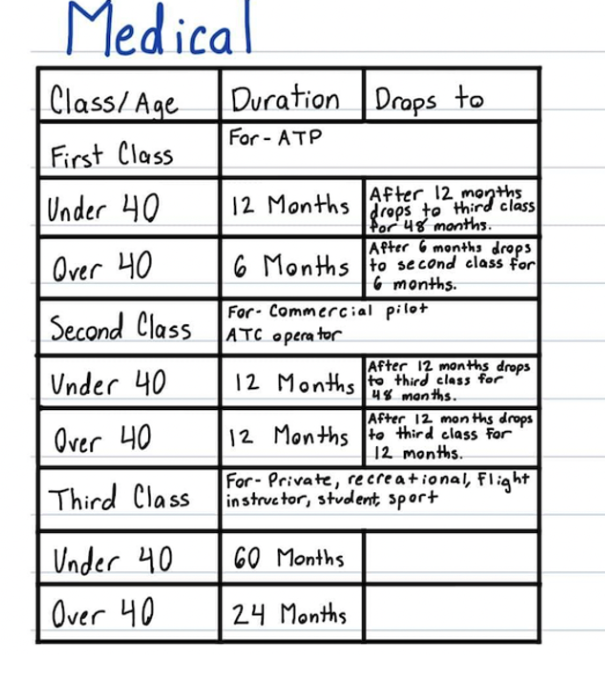 Medical
Class/Age Duration Drops to
First Class For - ATP
Under 40 12 Months After 12 months
drops to third class
for 48 months.
Over 40 6 Months After 6 months drops
to second class for
6 months.
Second Class For- Commercial pilot
ATC operator
Under 40 12 Months After 12 months drops
to third class for
48 months.
Over 40 12 Months After 12 months drops
to third class for
12 months.
Third Class For- Private, recreational, Flight
instructor, student, sport
Under 40 60 Months
Over 40 24 Months